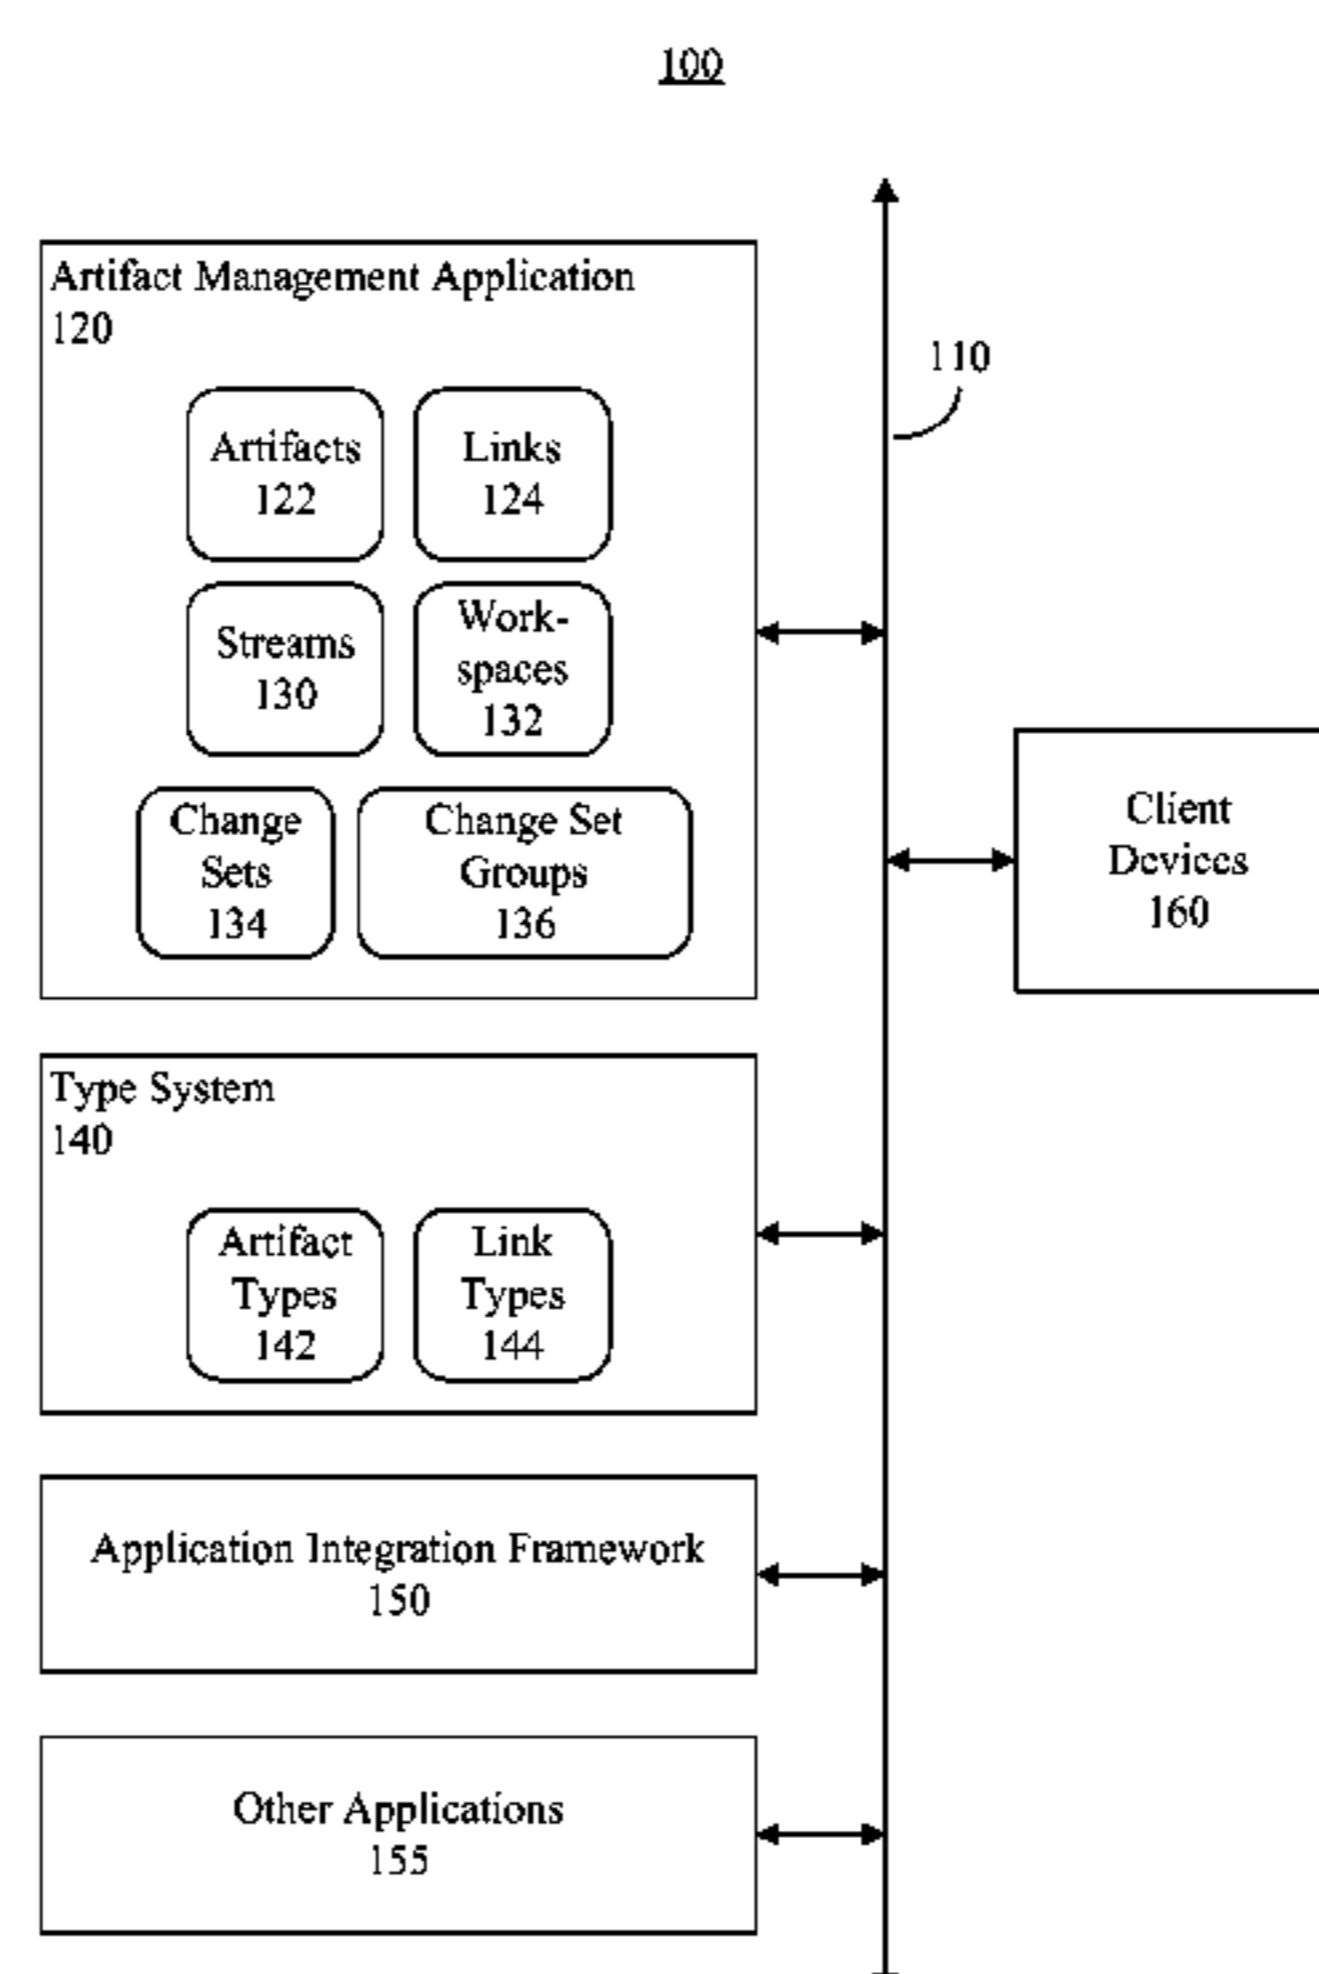 100
Artifact Management Application
120
110
Artifacts
122
Links
124
Streams
130
Work-
spaces
132
Change
Sets
134
Change Set
Groups
136
Client
Devices
160
Type System
140
Artifact
Types
142
Link
Types
144
Application Integration Framework
150
Other Applications
155